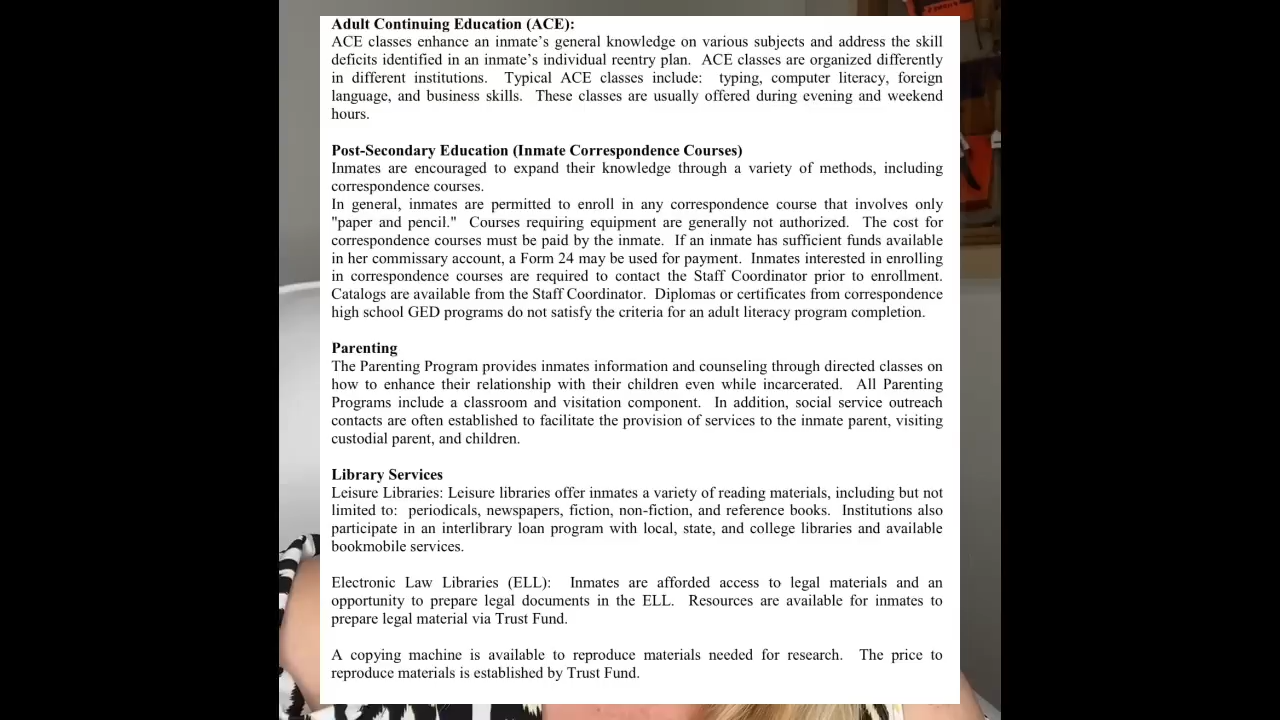 Adult Continuing Education (ACE):
ACE classes enhance an inmate's general knowledge on various subjects and address the skill
deficits identified in an inmate's individual reentry plan. ACE classes are organized differently
in different institutions. Typical ACE classes include: typing, computer literacy, foreign
language, and business skills. These classes are usually offered during evening and weekend
hours.
Post-Secondary Education (Inmate Correspondence Courses)
Inmates are encouraged to expand their knowledge through a variety of methods, including
correspondence courses.
In general, inmates are permitted to enroll in any correspondence course that involves only
"paper and pencil." Courses requiring equipment are generally not authorized. The cost for
correspondence courses must be paid by the inmate. If an inmate has sufficient funds available
in her commissary account, a Form 24 may be used for payment. Inmates interested in enrolling
in correspondence courses are required to contact the Staff Coordinator prior to enrollment.
Catalogs are available from the Staff Coordinator. Diplomas or certificates from correspondence
high school GED programs do not satisfy the criteria for an adult literacy program completion.
Parenting
The Parenting Program provides inmates information and counseling through directed classes on
how to enhance their relationship with their children even while incarcerated. All Parenting
Programs include a classroom and visitation component. In addition, social service outreach
contacts are often established to facilitate the provision of services to the inmate parent, visiting
custodial parent, and children.
Library Services
Leisure Libraries: Leisure libraries offer inmates a variety of reading materials, including but not
limited to: periodicals, newspapers, fiction, non-fiction, and reference books. Institutions also
participate in an interlibrary loan program with local, state, and college libraries and available
bookmobile services.
Electronic Law Libraries (ELL): Inmates are afforded access to legal materials and an
opportunity to prepare legal documents in the ELL. Resources are available for inmates to
prepare legal material via Trust Fund.
A copying machine is available to reproduce materials needed for research. The price to
reproduce materials is established by Trust Fund.